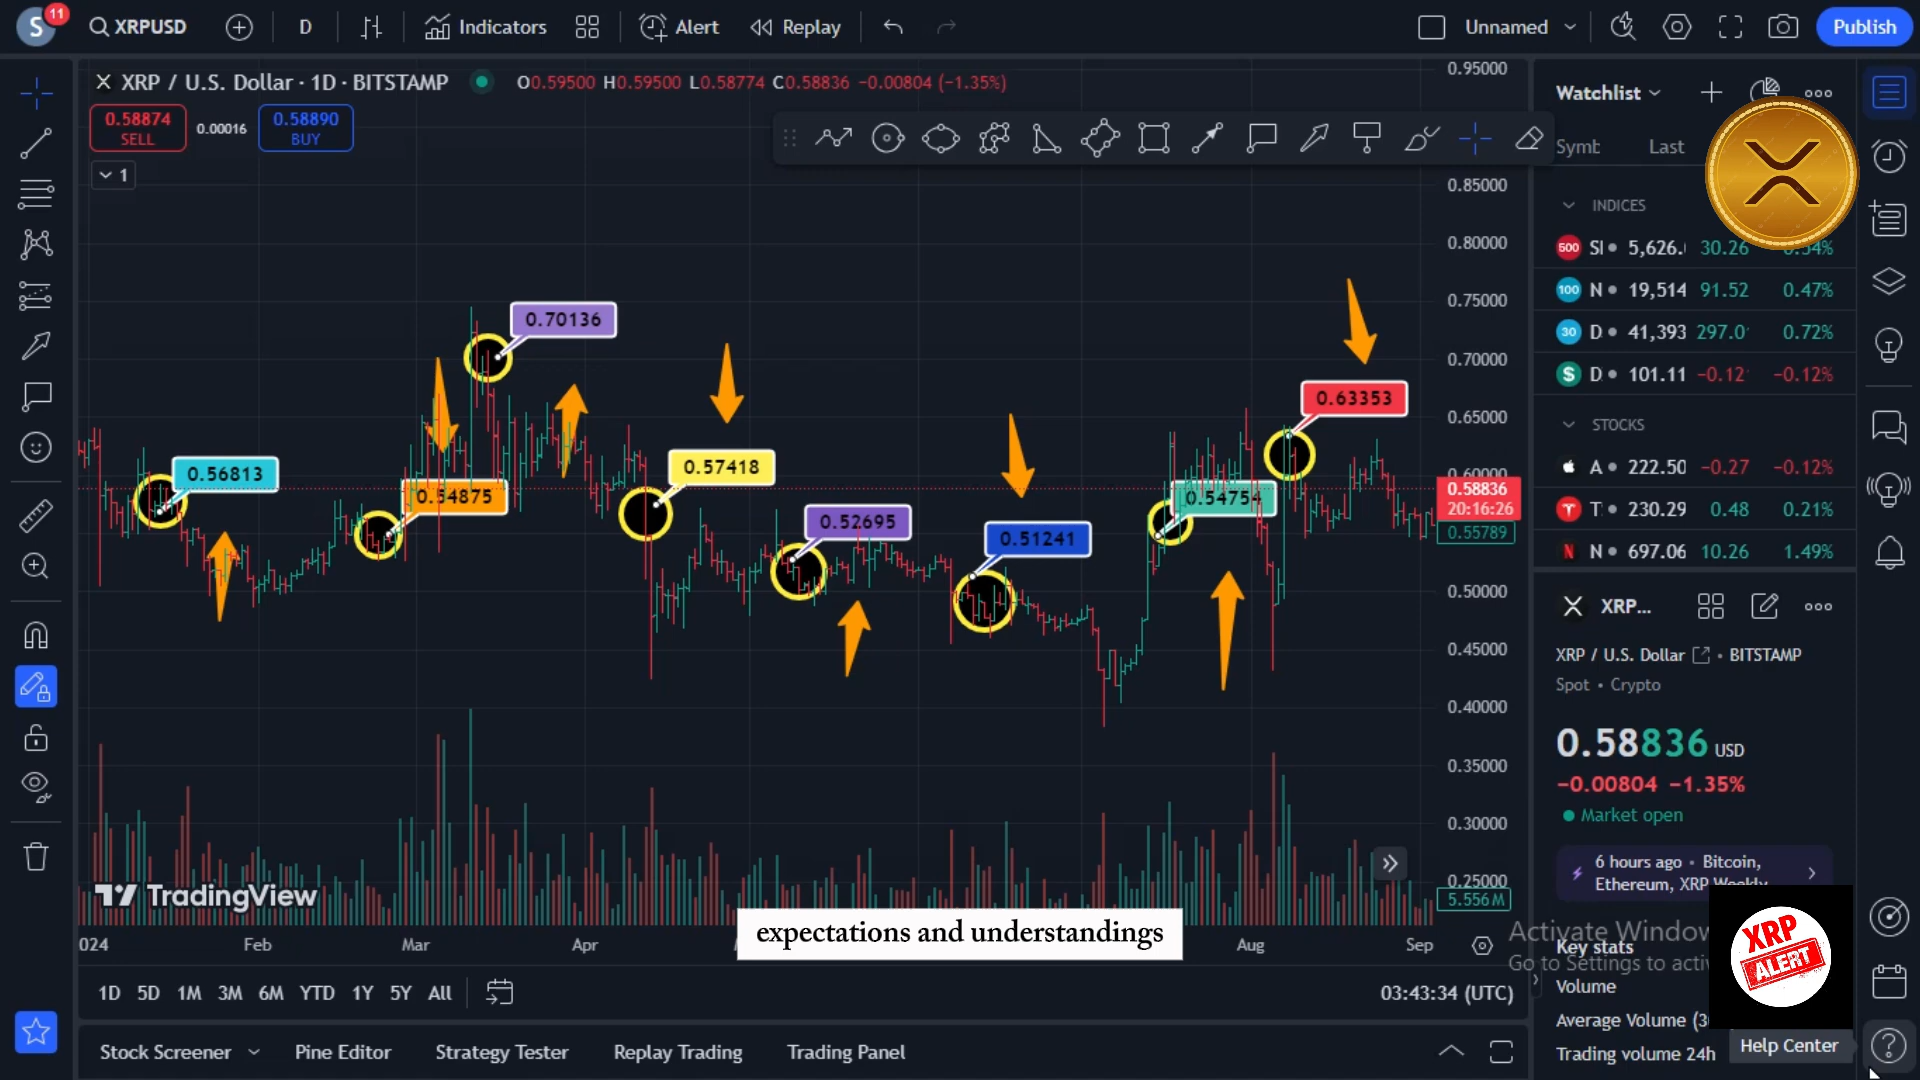 S 11 XRPUSD D Indicators Alert Replay Unnamed Publish
XRP / U.S. Dollar · 1D · BITSTAMP O0.59500 H0.59500 L0.58774 C0.58836 −0.00804 (−1.35%)
0.58874 SELL 0.00016 0.58890 BUY
1
0.95000
0.85000
0.80000
0.75000
0.70000
0.65000
0.60000
0.58836
20:16:26
0.55789
0.50000
0.45000
0.40000
0.35000
0.30000
0.25000
5.556M
0.56813
0.54875
0.70136
0.57418
0.52695
0.51241
0.54754
0.63353
TradingView
expectations and understandings
024 Feb Mar Apr Aug Sep
1D 5D 1M 3M 6M YTD 1Y 5Y All
03:43:34 (UTC)
Stock Screener Pine Editor Strategy Tester Replay Trading Trading Panel
Watchlist
Symb Last
INDICES
500 5,626. 30.26
100 N 19,514 91.52 0.47%
30 D 41,393 297.0 0.72%
S D 101.11 −0.12 −0.12%
STOCKS
A 222.50 −0.27 −0.12%
T 230.29 0.48 0.21%
N N 697.06 10.26 1.49%
XRP...
XRP / U.S. Dollar • BITSTAMP
Spot • Crypto
0.58836 USD
−0.00804 −1.35%
Market open
6 hours ago • Bitcoin,
Ethereum, XRP Weekly
Activate Window
Go to Settings to activ
Key stats
Volume
Average Volume (3
Trading volume 24h
XRP
ALERT
Help Center